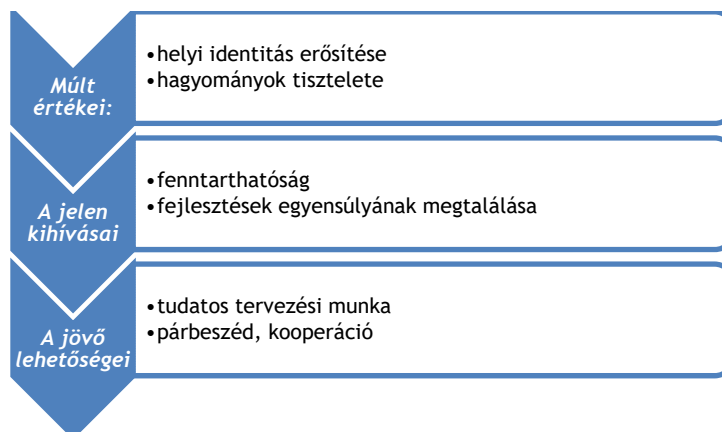 Múlt
értékei:
•helyi identitás erősítése
•hagyományok tisztelete
A jelen
kihívásai
•fenntarthatóság
•fejlesztések egyensúlyának megtalálása
A jövő
lehetőségei
•tudatos tervezési munka
•párbeszéd, kooperáció